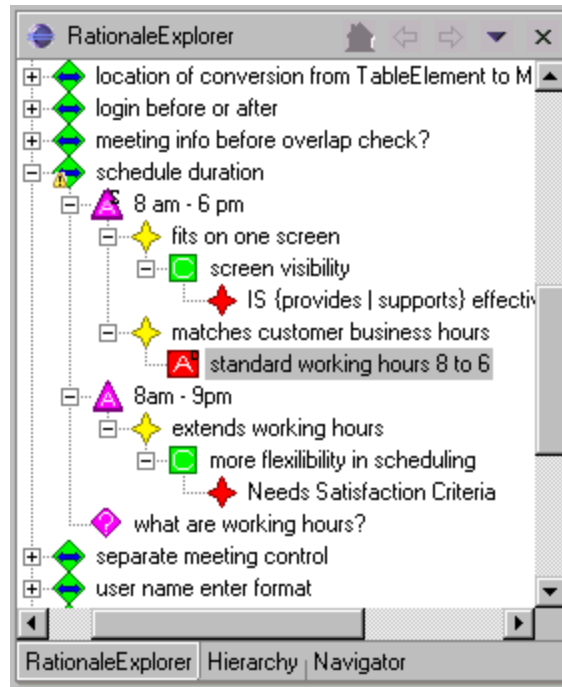 RationaleExplorer
location of conversion from TableElement to M
login before or after
meeting info before overlap check?
schedule duration
8 am - 6 pm
fits on one screen
screen visibility
IS {provides | supports} effectiv
matches customer business hours
standard working hours 8 to 6
8am - 9pm
extends working hours
more flexilibility in scheduling
Needs Satisfaction Criteria
what are working hours?
separate meeting control
user name enter format
RationaleExplorer Hierarchy Navigator